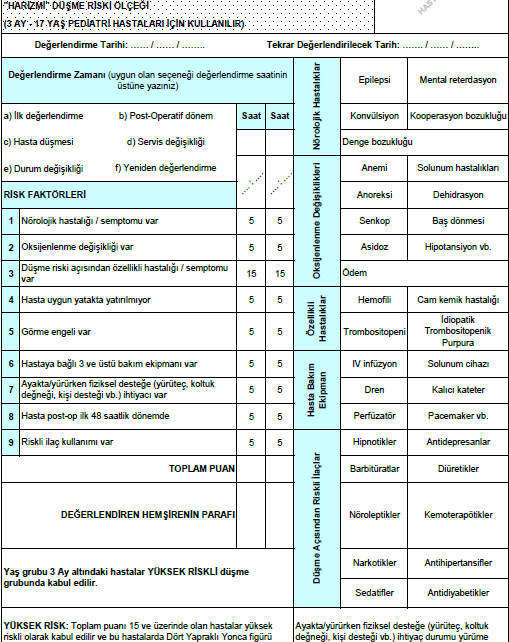 "HARİZMİ" DÜŞME RİSKİ ÖLÇEĞİ
(3 AY - 17 YAŞ PEDİATRİ HASTALARI İÇİN KULLANILIR)
Değerlendirme Tarihi: ...... / ...... / ........ Tekrar Değerlendirilecek Tarih: ....... / ...... / ........
Değerlendirme Zamanı (uygun olan seçeneği değerlendirme saatinin
üstüne yazınız)
a) İlk değerlendirme b) Post-Operatif dönem Saat Saat
c) Hasta düşmesi d) Servis değişikliği
e) Durum değişikliği f) Yeniden değerlendirme
RİSK FAKTÖRLERİ
1 Nörolojik hastalığı / semptomu var 5 5
2 Oksijenlenme değişikliği var 5 5
3 Düşme riski açısından özellikli hastalığı / semptomu
var 15 15
4 Hasta uygun yatakta yatırılmıyor 5 5
5 Görme engeli var 5 5
6 Hastaya bağlı 3 ve üstü bakım ekipmanı var 5 5
7 Ayakta/yürürken fiziksel desteğe (yürüteç, koltuk
değneği, kişi desteği vb.) ihtiyacı var 5 5
8 Hasta post-op ilk 48 saatlik dönemde 5 5
9 Riskli ilaç kullanımı var 5 5
TOPLAM PUAN
DEĞERLENDİREN HEMŞİRENİN PARAFI
Yaş grubu 3 Ay altındaki hastalar YÜKSEK RİSKLİ düşme
grubunda kabul edilir.
Nörolojik Hastalıklar
Epilepsi Mental reterdasyon
Konvülsiyon Kooperasyon bozukluğu
Denge bozukluğu
Oksijenlenme Değişiklikleri
Anemi Solunum hastalıkları
Anoreksi Dehidrasyon
Senkop Baş dönmesi
Asidoz Hipotansiyon vb.
Ödem
Özellikli
Hastalıklar
Hemofili Cam kemik hastalığı
Trombositopeni İdiopatik
Trombositopenik
Purpura
Hasta Bakım
Ekipman
IV infüzyon Solunum cihazı
Dren Kalıcı kateter
Perfüzatör Pacemaker vb.
Düşme Açısından Riskli İlaçlar
Hipnotikler Antidepresanlar
Barbitüratlar Diüretikler
Nöroleptikler Kemoterapötikler
Narkotikler Antihipertansifler
Sedatifler Antidiyabetikler
YÜKSEK RİSK: Toplam puanı 15 ve üzerinde olan hastalar yüksek
riskli olarak kabul edilir ve bu hastalarda Dört Yapraklı Yonca figürü
Ayakta/yürürken fiziksel desteğe (yürüteç, koltuk
değneği, kişi desteği vb.) ihtiyaç durumu yürüme